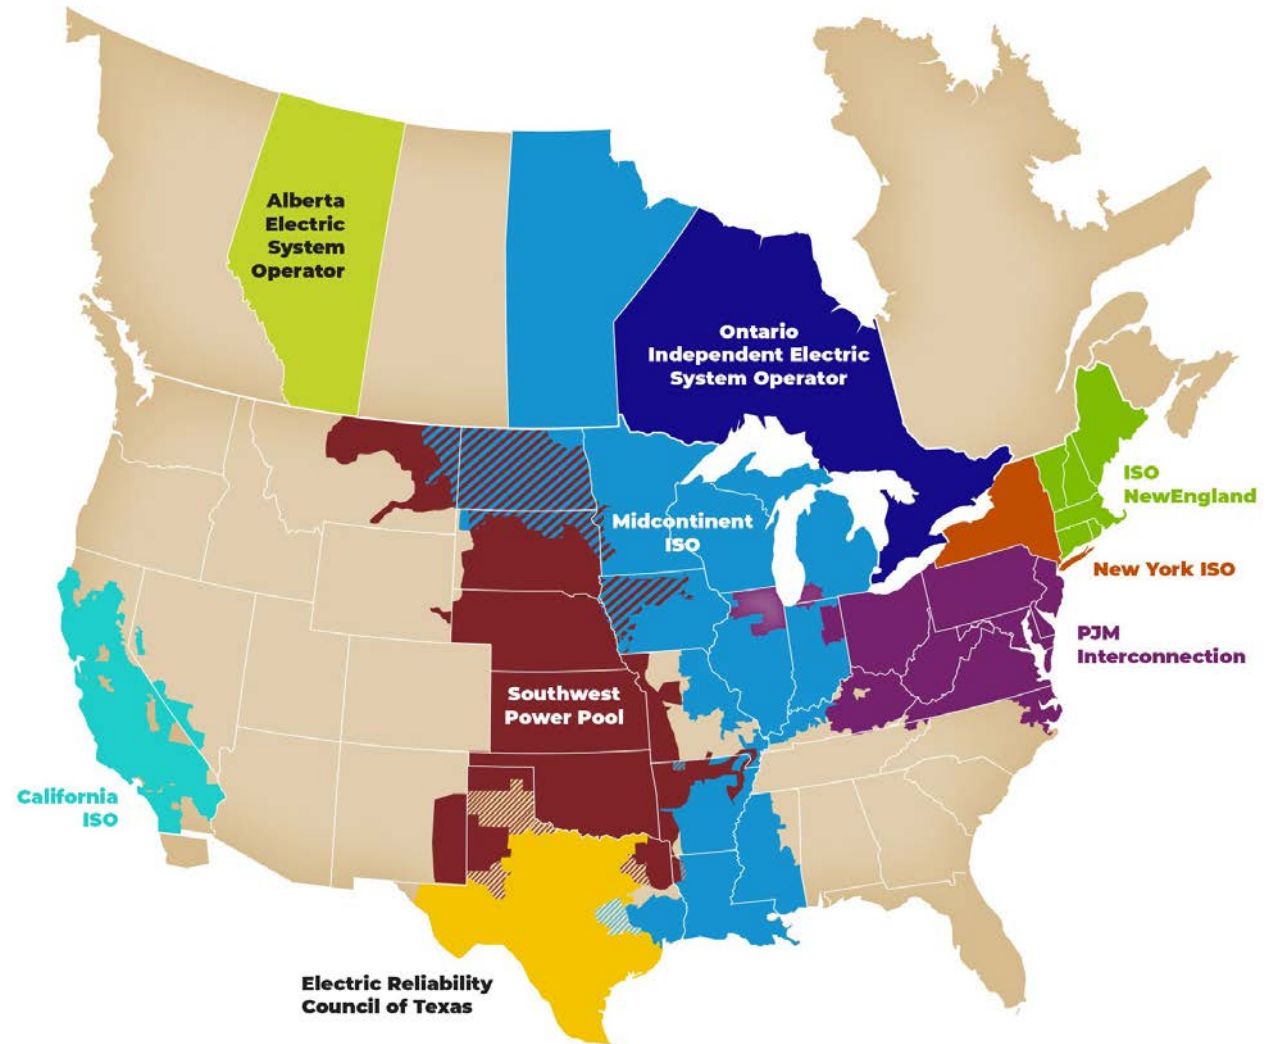 Alberta
Electric
System
Operator
Ontario
Independent Electric
System Operator
ISO
NewEngland
Midcontinent
ISO
New York ISO
PJM
Interconnection
Southwest
Power Pool
California
ISO
Electric Reliability
Council of Texas